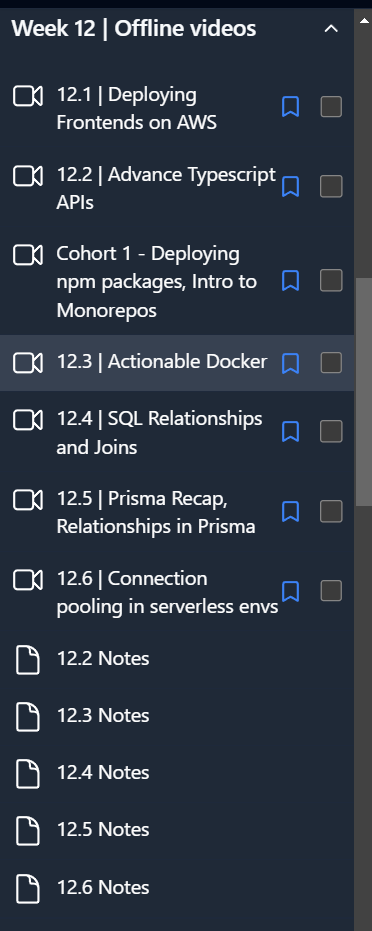 Week 12 | Offline videos
12.1 | Deploying
Frontends on AWS
12.2 | Advance Typescript
APIs
Cohort 1 - Deploying
npm packages, Intro to
Monorepos
12.3 | Actionable Docker
12.4 | SQL Relationships
and Joins
12.5 | Prisma Recap,
Relationships in Prisma
12.6 | Connection
pooling in serverless envs
12.2 Notes
12.3 Notes
12.4 Notes
12.5 Notes
12.6 Notes